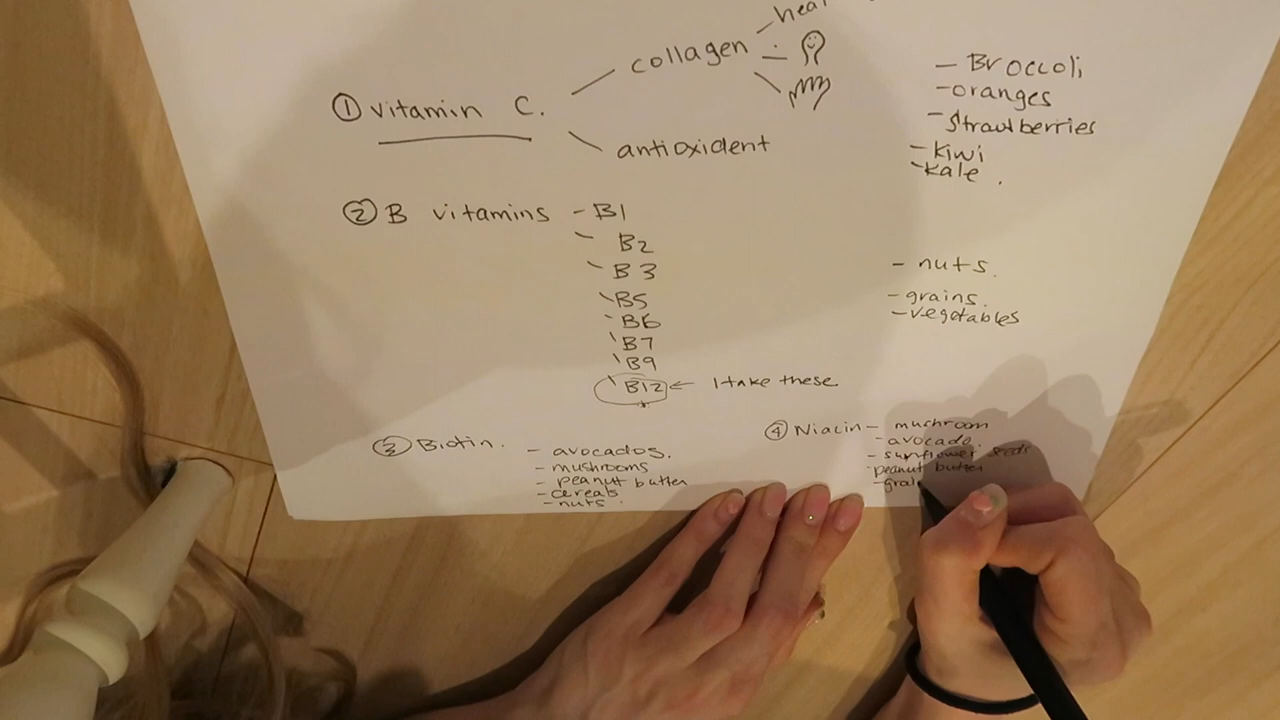 heal
① vitamin C.
collagen
antioxident
- Broccoli
- oranges
- strawberries
- kiwi
- kale .
② B vitamins - B1
- B2
- B3
- B5
- B6
- B7
- B9
- B12 ← I take these
- nuts.
- grains.
- vegetables
③ Biotin.
- avocados.
- mushrooms
- peanut butter
- cereals
- nuts .
④ Niacin - mushroom
- avocado.
- sunflower
- peanut butter
- grai